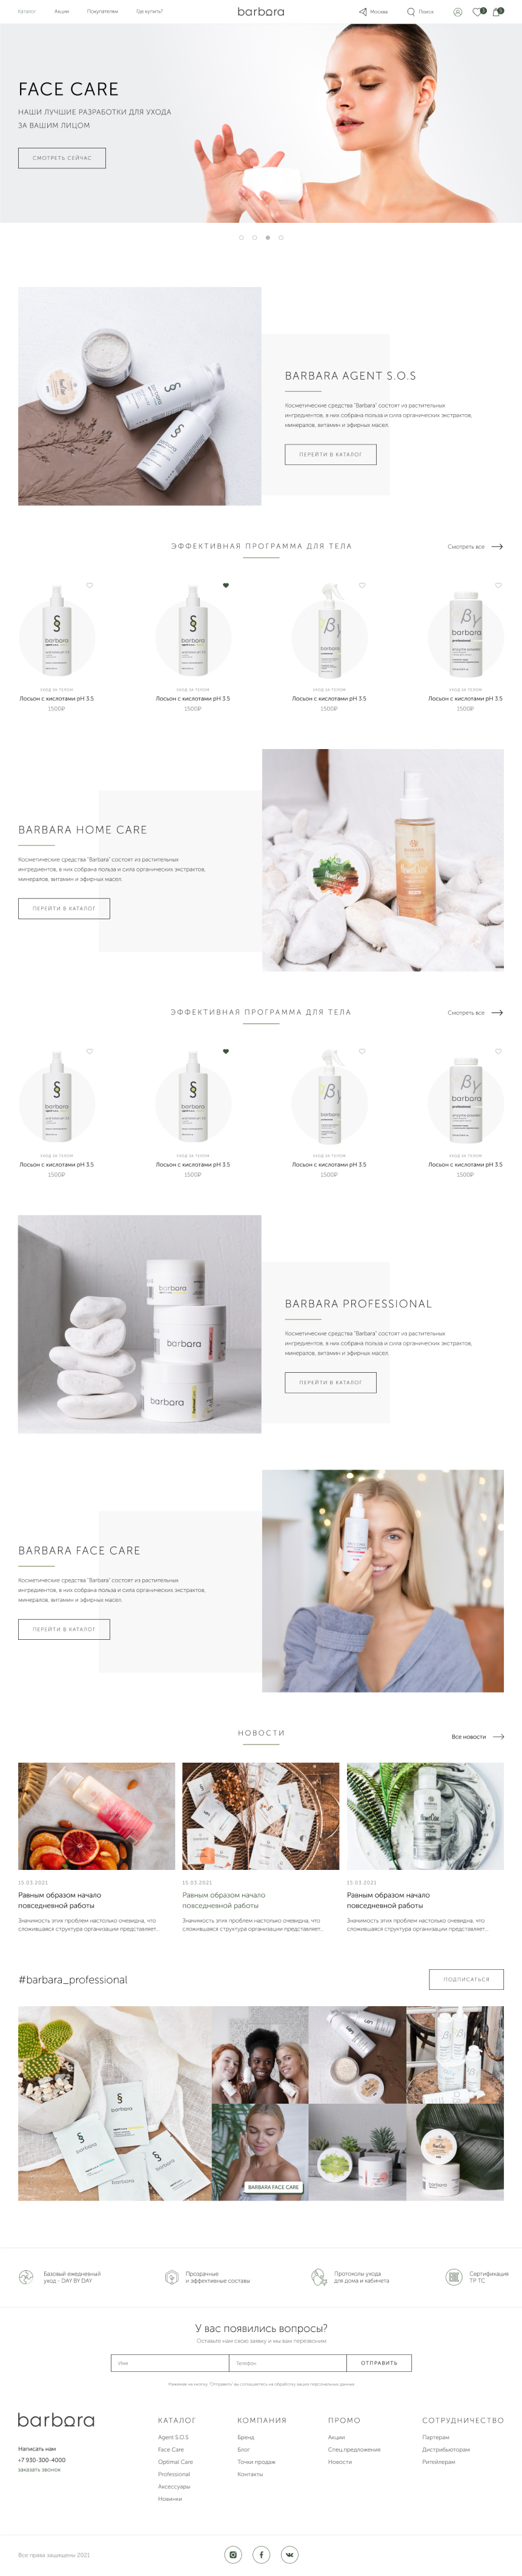 Каталог Акции Покупателям Где купить?
barbora
Москва Поиск
FACE CARE
НАШИ ЛУЧШИЕ РАЗРАБОТКИ ДЛЯ УХОДА
ЗА ВАШИМ ЛИЦОМ
СМОТРЕТЬ СЕЙЧАС
BARBARA AGENT S.O.S
Косметические средства "Barbara" состоят из растительных
ингредиентов, в них собрана польза и сила органических экстрактов,
минералов, витамин и эфирных масел.
ПЕРЕЙТИ В КАТАЛОГ
ЭФФЕКТИВНАЯ ПРОГРАММА ДЛЯ ТЕЛА
Смотреть все
barbora barbora barbora barbora
УХОД ЗА ТЕЛОМ УХОД ЗА ТЕЛОМ УХОД ЗА ТЕЛОМ УХОД ЗА ТЕЛОМ
Лосьон с кислотами pH 3.5 Лосьон с кислотами pH 3.5 Лосьон с кислотами pH 3.5 Лосьон с кислотами pH 3.5
1500₽ 1500₽ 1500₽ 1500₽
BARBARA HOME CARE
Косметические средства "Barbara" состоят из растительных
ингредиентов, в них собрана польза и сила органических экстрактов,
минералов, витамин и эфирных масел.
ПЕРЕЙТИ В КАТАЛОГ
ЭФФЕКТИВНАЯ ПРОГРАММА ДЛЯ ТЕЛА
Смотреть все
barbora barbora barbora barbora
УХОД ЗА ТЕЛОМ УХОД ЗА ТЕЛОМ УХОД ЗА ТЕЛОМ УХОД ЗА ТЕЛОМ
Лосьон с кислотами pH 3.5 Лосьон с кислотами pH 3.5 Лосьон с кислотами pH 3.5 Лосьон с кислотами pH 3.5
1500₽ 1500₽ 1500₽ 1500₽
barbora
barbora
barbora
BARBARA PROFESSIONAL
Косметические средства "Barbara" состоят из растительных
ингредиентов, в них собрана польза и сила органических экстрактов,
минералов, витамин и эфирных масел.
ПЕРЕЙТИ В КАТАЛОГ
BARBARA FACE CARE
Косметические средства "Barbara" состоят из растительных
ингредиентов, в них собрана польза и сила органических экстрактов,
минералов, витамин и эфирных масел.
ПЕРЕЙТИ В КАТАЛОГ
НОВОСТИ
Все новости
15.03.2021 15.03.2021 15.03.2021
Равным образом начало Равным образом начало Равным образом начало
повседневной работы повседневной работы повседневной работы
Значимость этих проблем настолько очевидна, что Значимость этих проблем настолько очевидна, что Значимость этих проблем настолько очевидна, что
сложившаяся структура организации представляет... сложившаяся структура организации представляет... сложившаяся структура организации представляет...
#barbara_professional
ПОДПИСАТЬСЯ
barbora
BARBARA FACE CARE
Базовый ежедневный
уход - DAY BY DAY
Прозрачные
и эффективные составы
Протоколы ухода
для дома и кабинета
Сертификация
ТР ТС
У вас появились вопросы?
Оставьте нам свою заявку и мы вам перезвоним
Имя Телефон ОТПРАВИТЬ
Нажимая на кнопку "Отправить" вы соглашаетесь на обработку ваших персональных данных
barbora
Написать нам
+7 930-300-4000
заказать звонок
КАТАЛОГ
Agent S.O.S
Face Care
Optimal Care
Professional
Аксессуары
Новинки
КОМПАНИЯ
Бренд
Блог
Точки продаж
Контакты
ПРОМО
Акции
Спец.предложения
Новости
СОТРУДНИЧЕСТВО
Партерам
Дистрибьюторам
Ритейлерам
Все права защищены 2021